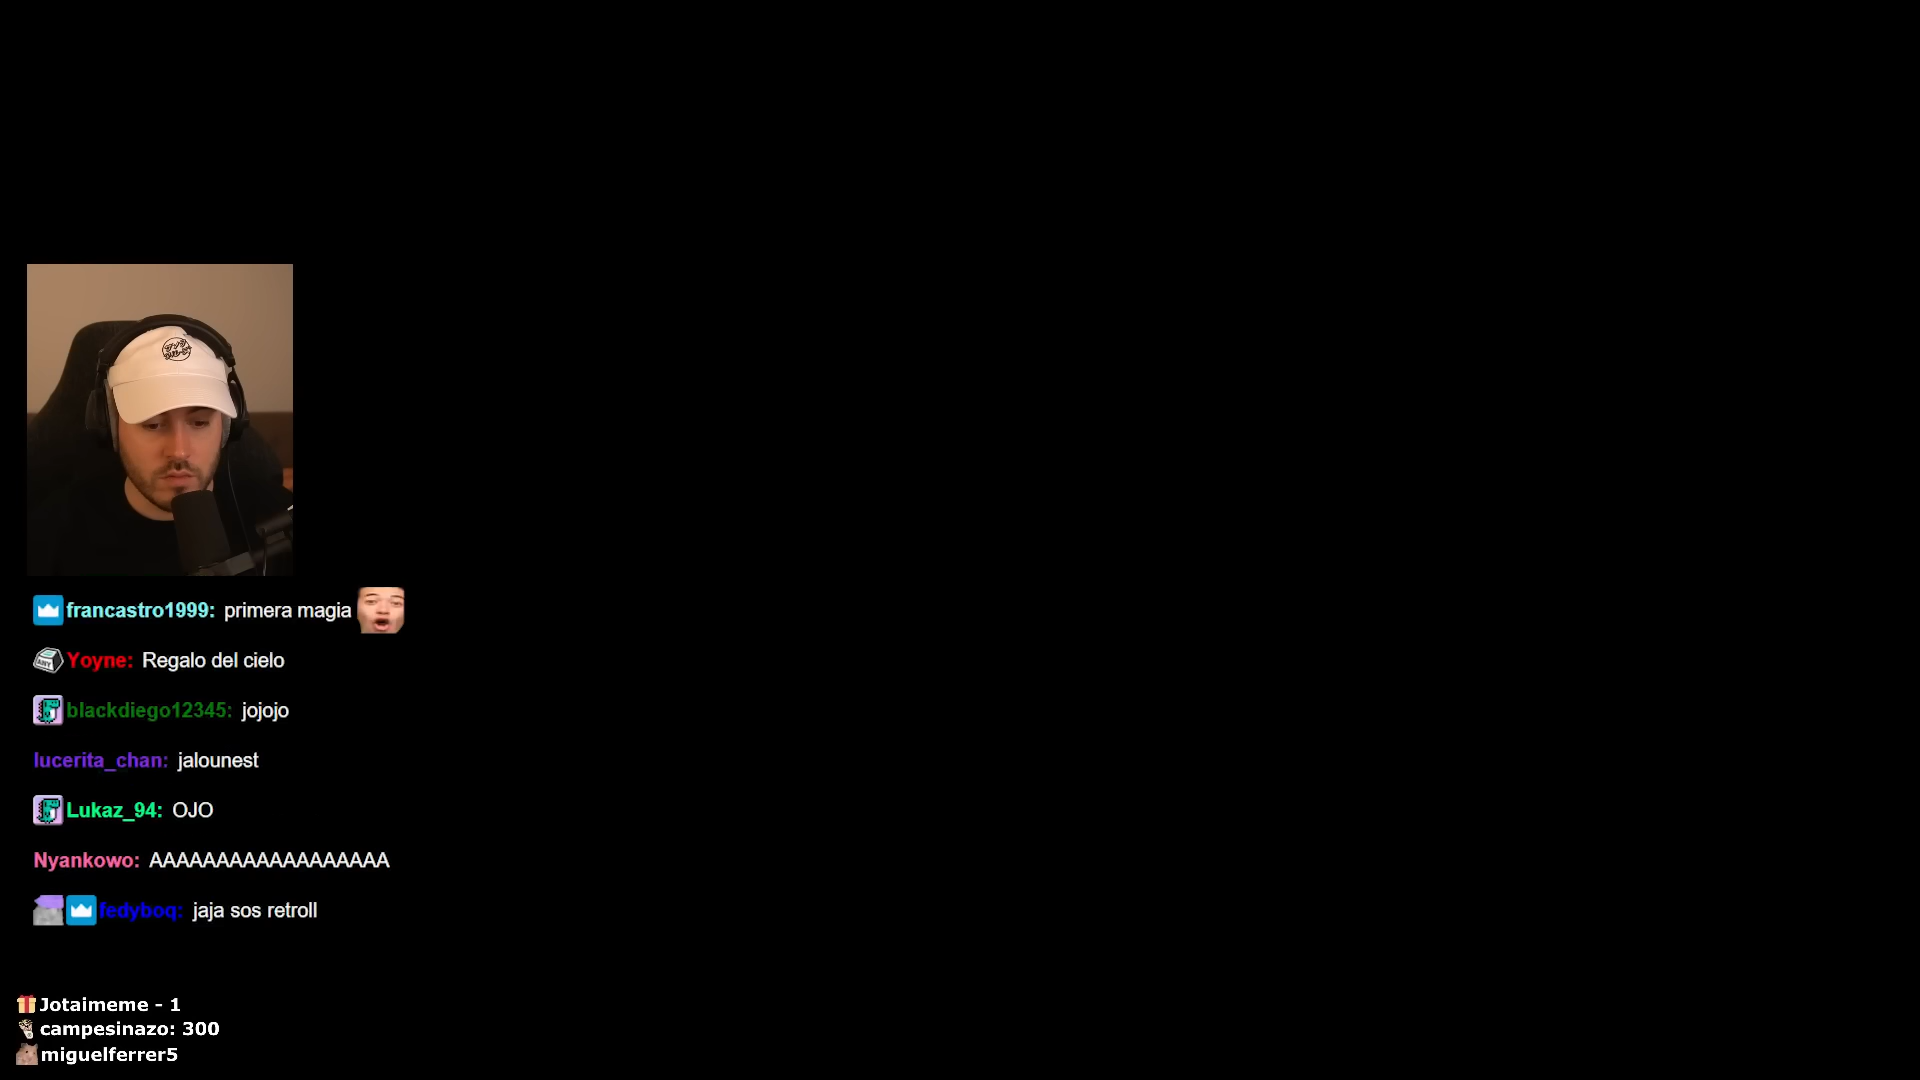 francastro1999: primera magia
Yoyne: Regalo del cielo
blackdiego12345: jojojo
lucerita_chan: jalounest
Lukaz_94: OJO
Nyankowo: AAAAAAAAAAAAAAAAAA
fedyboq: jaja sos retroll
Jotaimeme - 1
campesinazo: 300
miguelferrer5